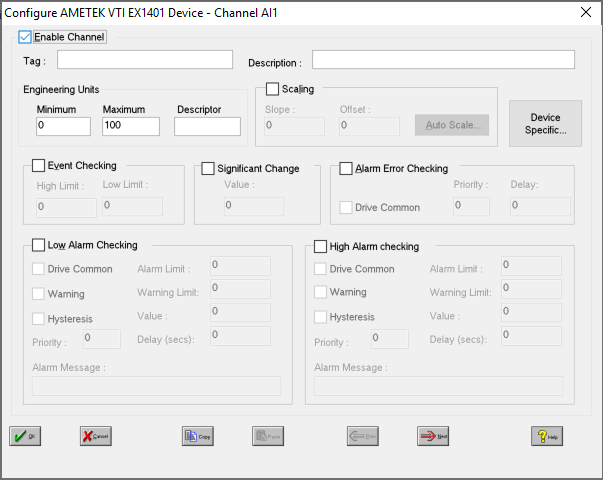 Configure AMETEK VTI EX1401 Device - Channel AI1
Enable Channel
Tag :
Description :
Engineering Units
Minimum Maximum Descriptor
0 100
Scaling
Slope : Offset :
0 0 Auto Scale...
Device
Specific...
Event Checking
High Limit : Low Limit :
0 0
Significant Change
Value :
0
Alarm Error Checking
Priority : Delay:
Drive Common 0 0
Low Alarm Checking
Drive Common Alarm Limit : 0
Warning Warning Limit: 0
Hysteresis Value : 0
Priority : 0 Delay (secs): 0
Alarm Message :
High Alarm checking
Drive Common Alarm Limit : 0
Warning Warning Limit: 0
Hysteresis Value : 0
Priority : 0 Delay (secs): 0
Alarm Message :
OK Cancel Copy Paste Prev Next Help